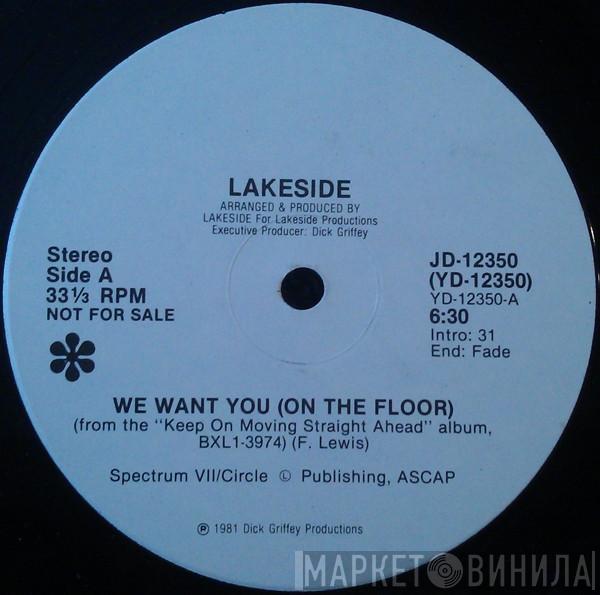 LAKESIDE
ARRANGED & PRODUCED BY
LAKESIDE For Lakeside Productions
Executive Producer: Dick Griffey
Stereo
Side A
33⅓ RPM
NOT FOR SALE
JD-12350
(YD-12350)
YD-12350-A
6:30
Intro: 31
End: Fade
WE WANT YOU (ON THE FLOOR)
(from the "Keep On Moving Straight Ahead" album,
BXL1-3974) (F. Lewis)
Spectrum VII/Circle Ⓛ Publishing, ASCAP
℗ 1981 Dick Griffey Productions
МАРКЕТ ВИНИЛА